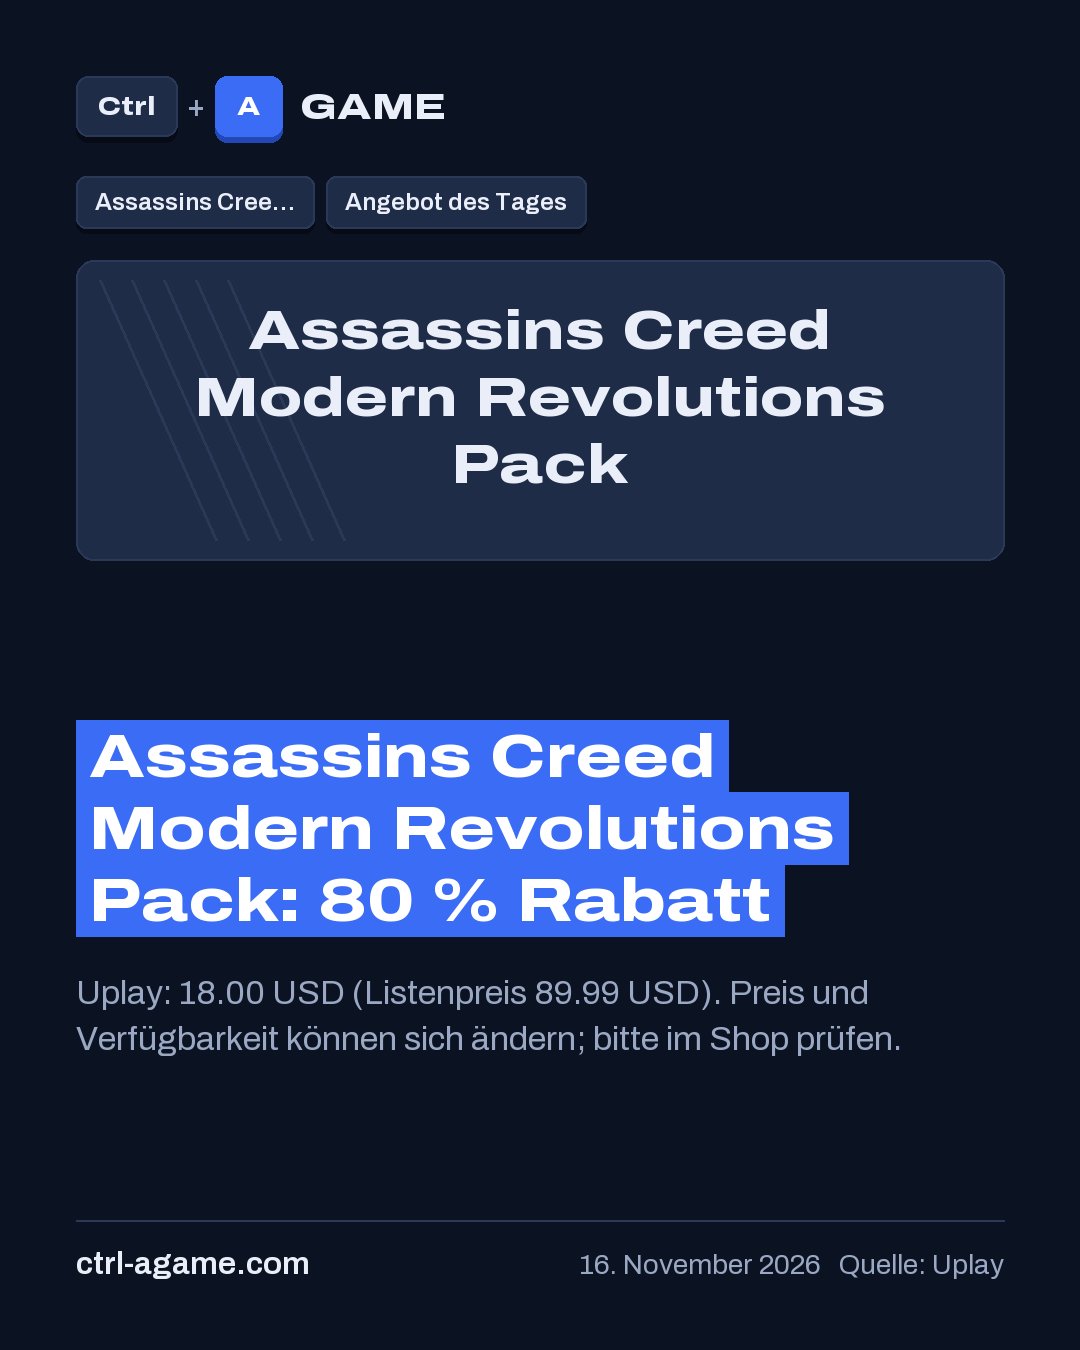 Ctrl + A GAME
Assassins Cree... Angebot des Tages
Assassins Creed
Modern Revolutions
Pack
Assassins Creed
Modern Revolutions
Pack: 80 % Rabatt
Uplay: 18.00 USD (Listenpreis 89.99 USD). Preis und
Verfügbarkeit können sich ändern; bitte im Shop prüfen.
ctrl-agame.com 16. November 2026 Quelle: Uplay